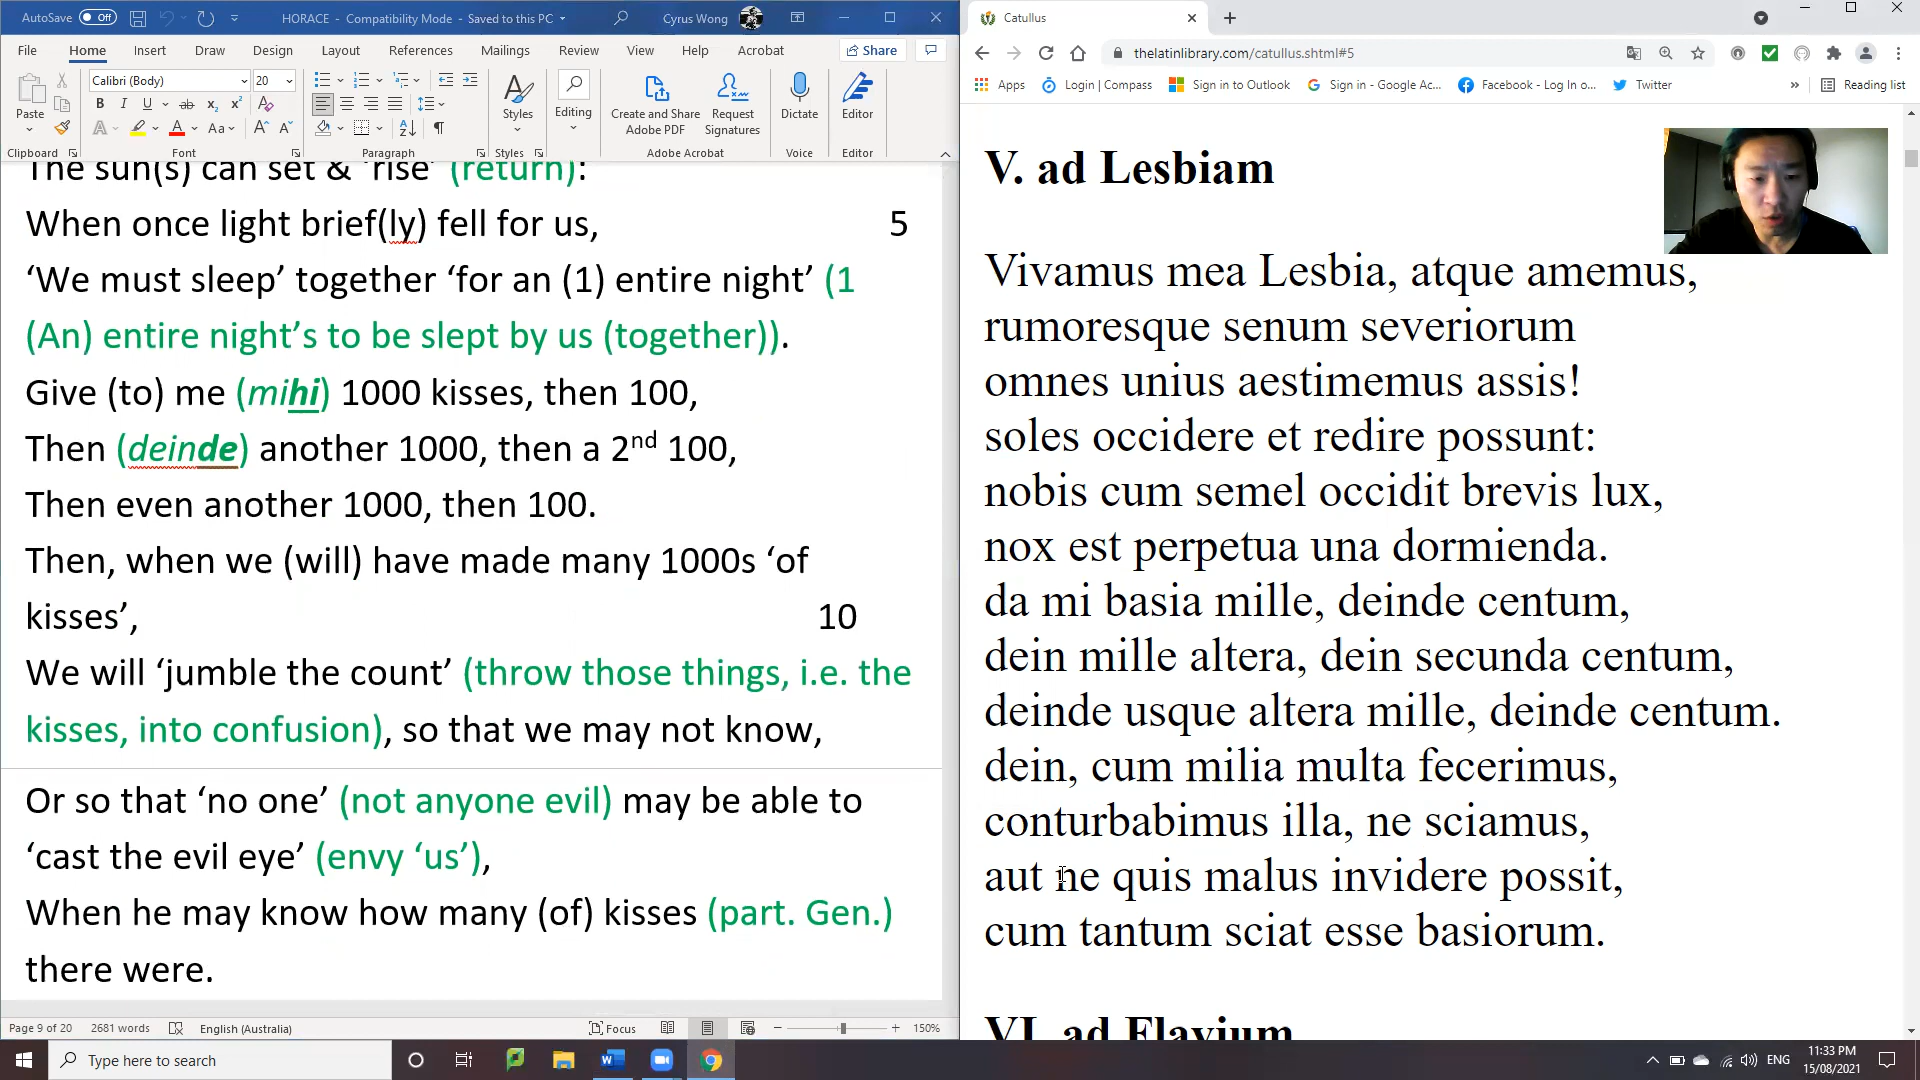 AutoSave Off HORACE - Compatibility Mode - Saved to this PC Cyrus Wong
File Home Insert Draw Design Layout References Mailings Review View Help Acrobat Share
Calibri (Body) 20
Paste Styles Editing Create and Share Adobe PDF Request Signatures Dictate Editor
Clipboard Font Paragraph Styles Adobe Acrobat Voice Editor
The sun(s) can set & ‘rise’ (return):
When once light brief(ly) fell for us, 5
‘We must sleep’ together ‘for an (1) entire night’ (1
(An) entire night’s to be slept by us (together)).
Give (to) me (mihi) 1000 kisses, then 100,
Then (deinde) another 1000, then a 2nd 100,
Then even another 1000, then 100.
Then, when we (will) have made many 1000s ‘of
kisses’, 10
We will ‘jumble the count’ (throw those things, i.e. the
kisses, into confusion), so that we may not know,
Or so that ‘no one’ (not anyone evil) may be able to
‘cast the evil eye’ (envy ‘us’),
When he may know how many (of) kisses (part. Gen.)
there were.
Page 9 of 20 2681 words English (Australia) Focus 150%
Catullus
thelatinlibrary.com/catullus.shtml#5
Apps Login | Compass Sign in to Outlook Sign in - Google Ac... Facebook - Log In o... Twitter » Reading list
V. ad Lesbiam
Vivamus mea Lesbia, atque amemus,
rumoresque senum severiorum
omnes unius aestimemus assis!
soles occidere et redire possunt:
nobis cum semel occidit brevis lux,
nox est perpetua una dormienda.
da mi basia mille, deinde centum,
dein mille altera, dein secunda centum,
deinde usque altera mille, deinde centum.
dein, cum milia multa fecerimus,
conturbabimus illa, ne sciamus,
aut ne quis malus invidere possit,
cum tantum sciat esse basiorum.
VI. ad Flavium
Type here to search
ENG
11:33 PM
15/08/2021